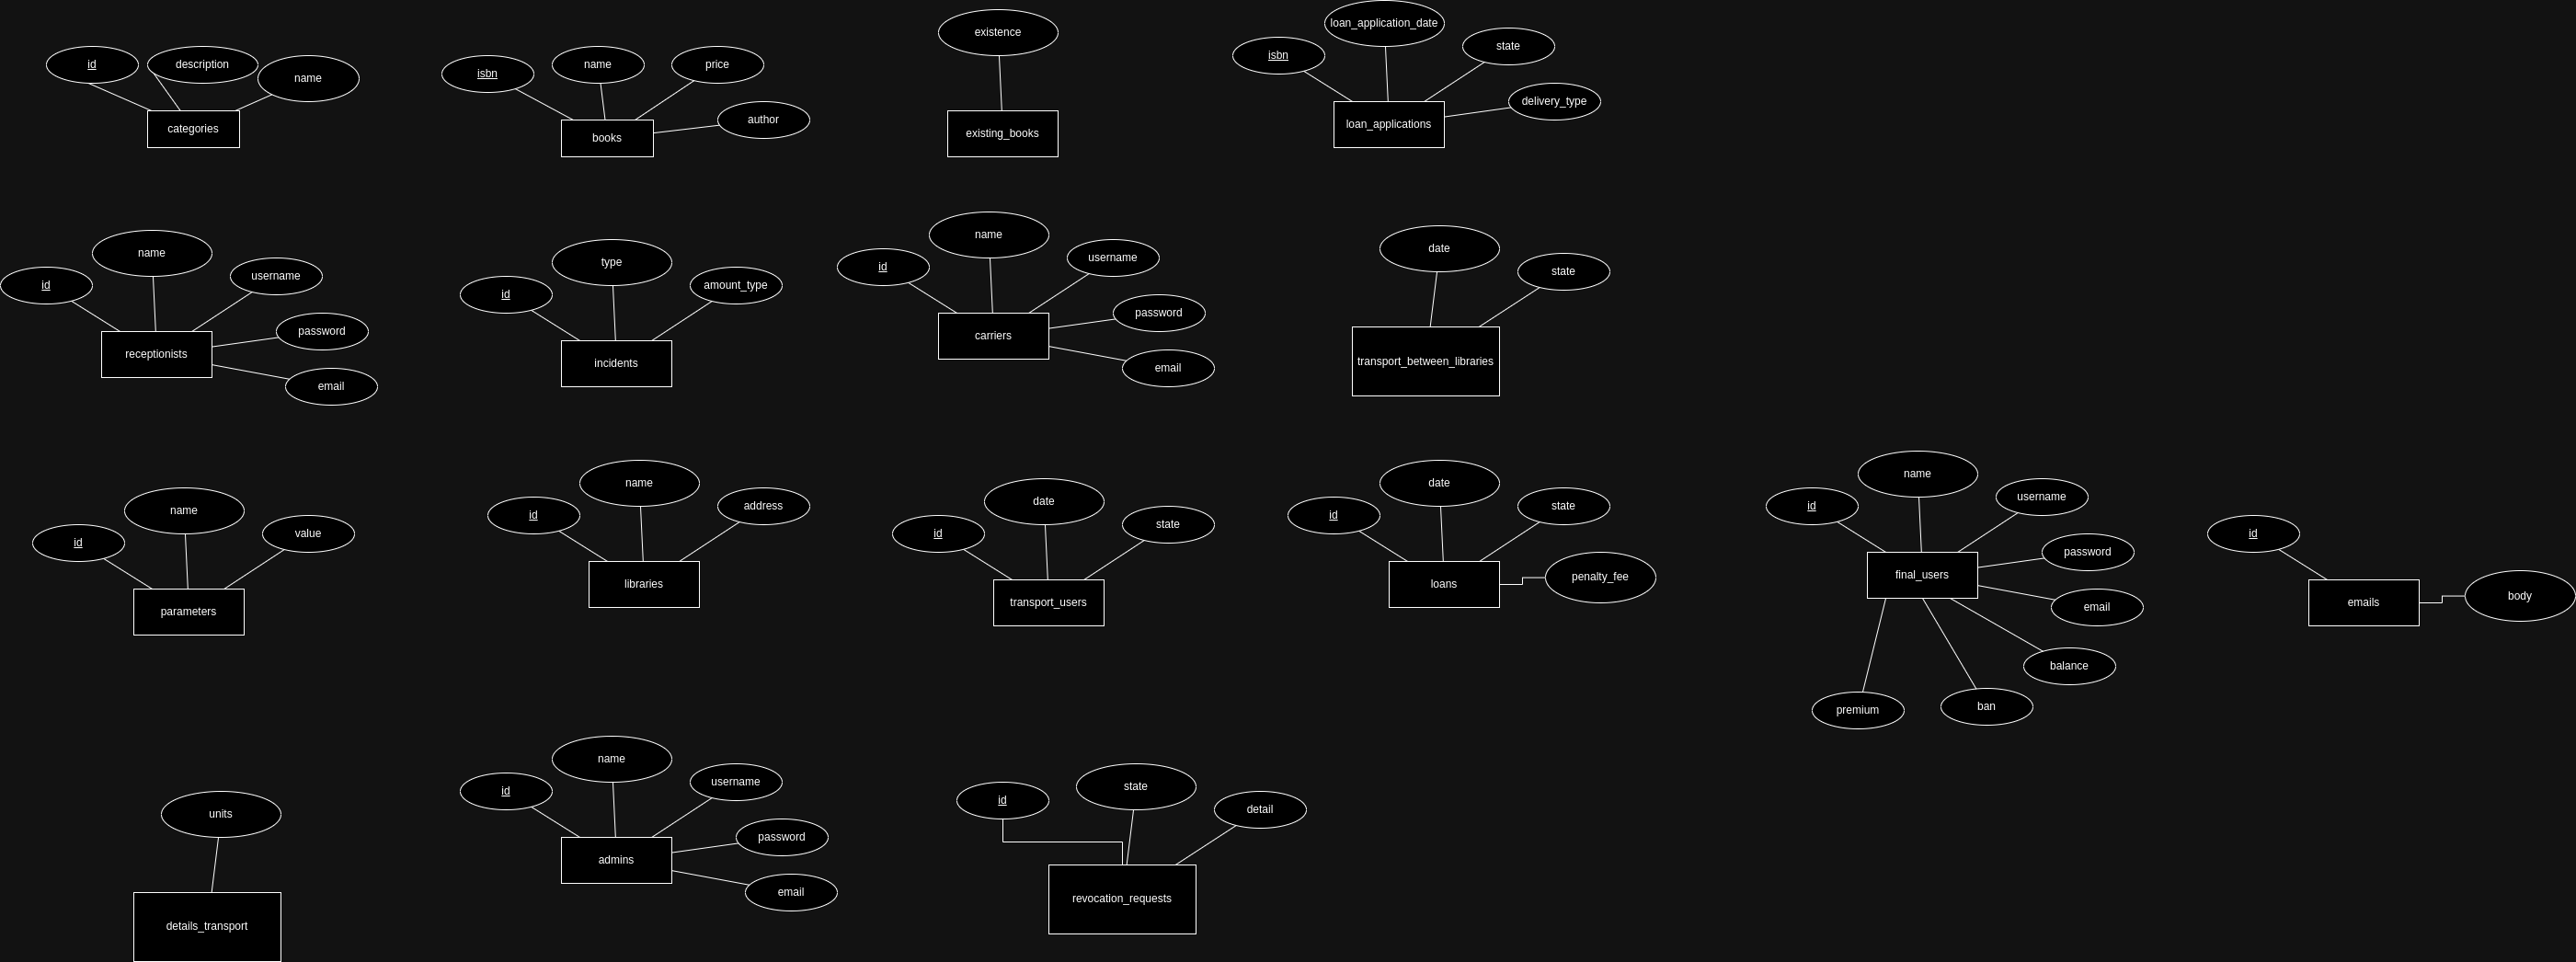 id
description
name
categories
isbn
name
price
author
books
existence
existing_books
isbn
loan_application_date
state
delivery_type
loan_applications
id
name
username
password
email
receptionists
id
type
amount_type
incidents
id
name
username
password
email
carriers
date
state
transport_between_libraries
id
name
value
parameters
id
name
address
libraries
id
date
state
transport_users
id
date
state
penalty_fee
loans
id
name
username
password
email
balance
ban
premium
final_users
id
body
emails
units
details_transport
id
name
username
password
email
admins
id
state
detail
revocation_requests